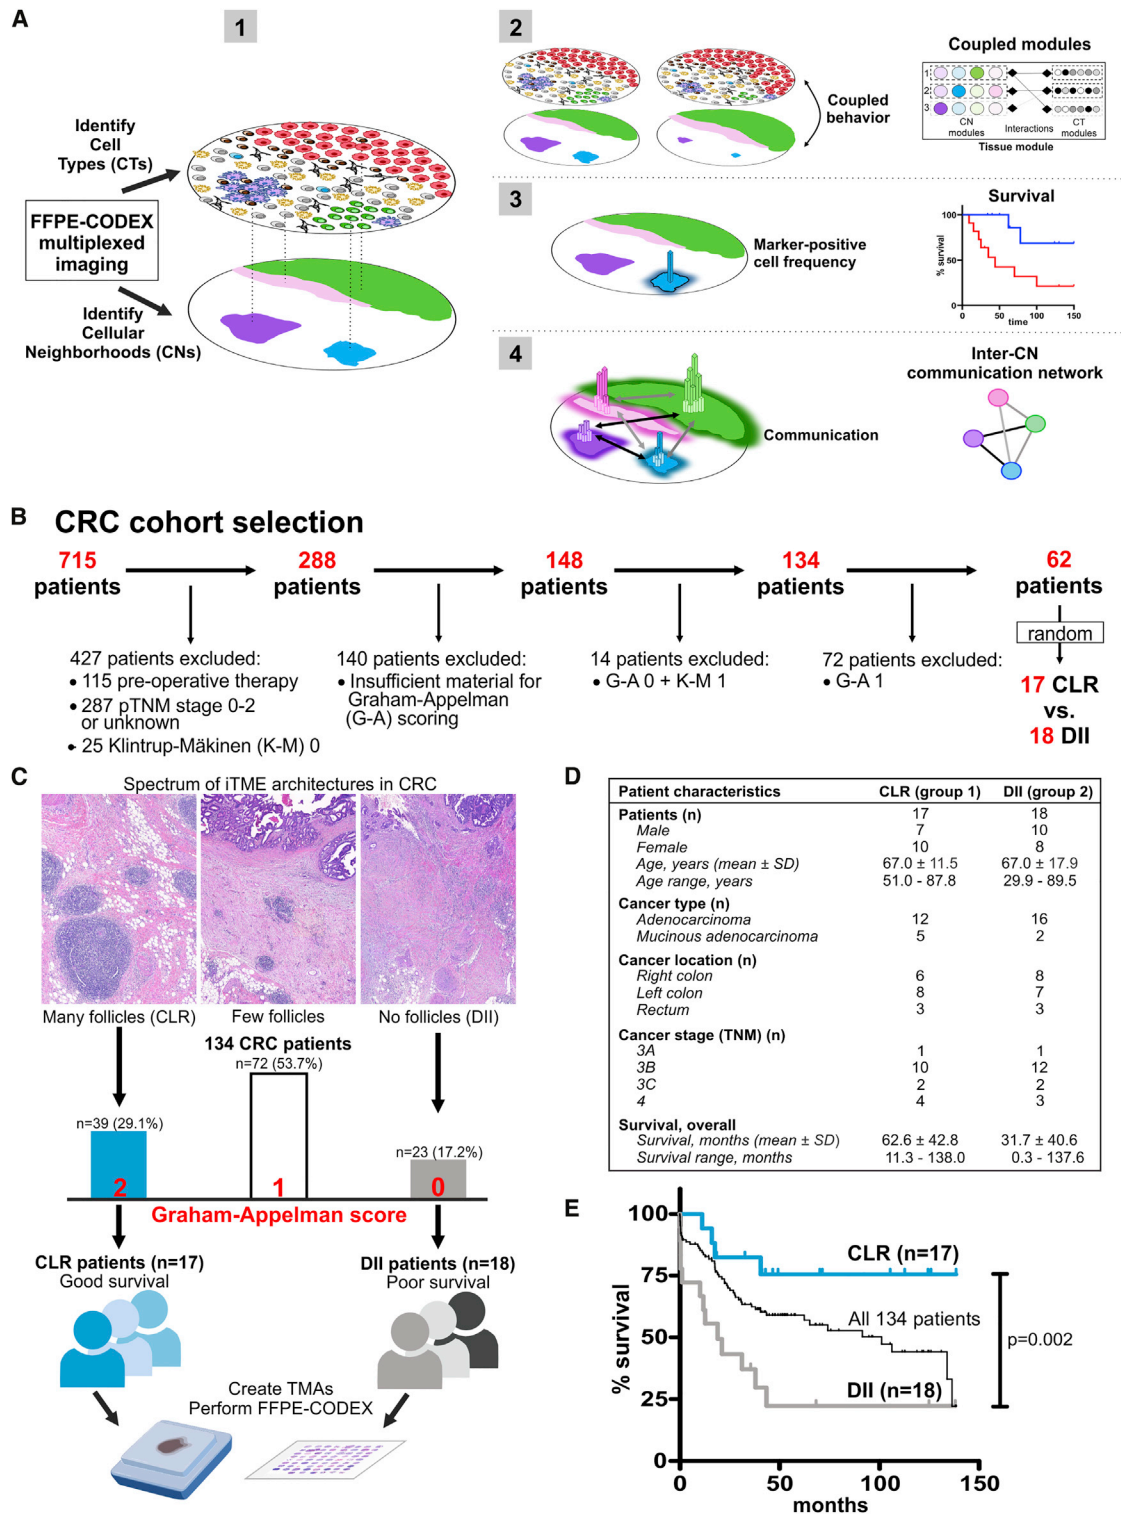 A
1
Identify
Cell
Types (CTs)
FFPE-CODEX
multiplexed
imaging
Identify
Cellular
Neighborhoods (CNs)
2
Coupled
behavior
Coupled modules
1
2
3
CN
modules
Interactions
CT
modules
Tissue module
3
Marker-positive
cell frequency
Survival
% survival
100
50
0
0 50 100 150
time
4
Communication
Inter-CN
communication network
B
CRC cohort selection
715
patients
288
patients
148
patients
134
patients
62
patients
427 patients excluded:
• 115 pre-operative therapy
• 287 pTNM stage 0-2
or unknown
• 25 Klintrup-Mäkinen (K-M) 0
140 patients excluded:
• Insufficient material for
Graham-Appelman
(G-A) scoring
14 patients excluded:
• G-A 0 + K-M 1
72 patients excluded:
• G-A 1
random
17 CLR
vs.
18 DII
C
Spectrum of iTME architectures in CRC
Many follicles (CLR)
Few follicles
No follicles (DII)
134 CRC patients
n=72 (53.7%)
n=39 (29.1%)
n=23 (17.2%)
2
1
0
Graham-Appelman score
CLR patients (n=17)
Good survival
DII patients (n=18)
Poor survival
Create TMAs
Perform FFPE-CODEX
D
Patient characteristics CLR (group 1) DII (group 2)
Patients (n) 17 18
Male 7 10
Female 10 8
Age, years (mean ± SD) 67.0 ± 11.5 67.0 ± 17.9
Age range, years 51.0 - 87.8 29.9 - 89.5
Cancer type (n)
Adenocarcinoma 12 16
Mucinous adenocarcinoma 5 2
Cancer location (n)
Right colon 6 8
Left colon 8 7
Rectum 3 3
Cancer stage (TNM) (n)
3A 1 1
3B 10 12
3C 2 2
4 4 3
Survival, overall
Survival, months (mean ± SD) 62.6 ± 42.8 31.7 ± 40.6
Survival range, months 11.3 - 138.0 0.3 - 137.6
E
% survival
100
75
50
25
0
CLR (n=17)
All 134 patients
DII (n=18)
p=0.002
0 50 100 150
months